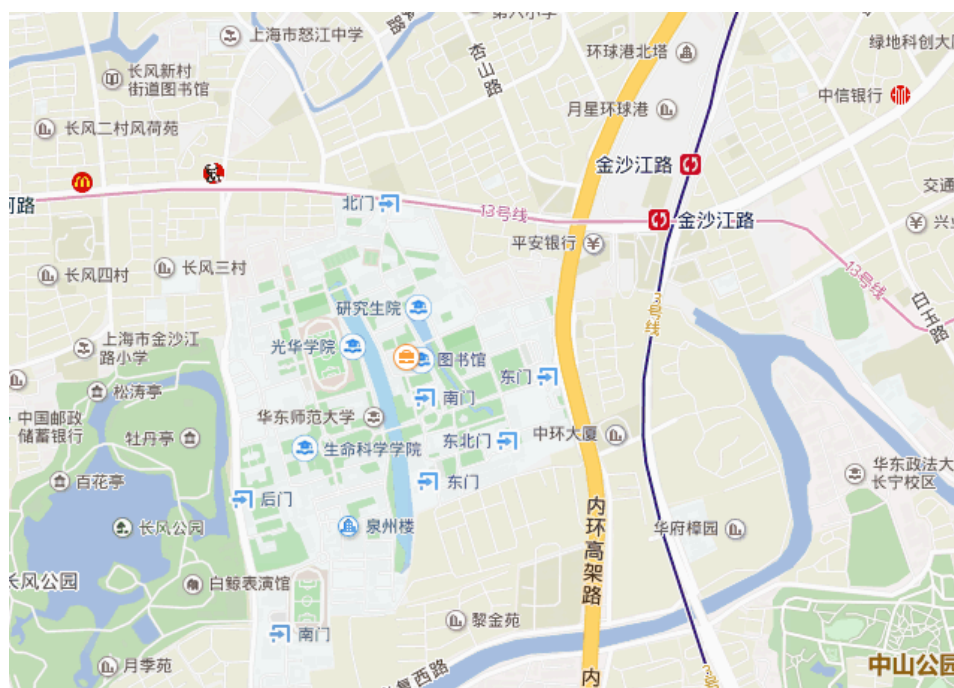 上海市怒江中学
第六小学
杏山路
环球港北塔
绿地科创大厦
长风新村
街道图书馆
月星环球港
中信银行
长风二村风荷苑
金沙江路
河路
北门
13号线
金沙江路
交通
平安银行
兴业
长风四村
长风三村
13号线
研究生院
3号线
白玉路
上海市金沙江
路小学
光华学院
图书馆
东门
松涛亭
南门
中国邮政
储蓄银行
牡丹亭
华东师范大学
东北门
中环大厦
生命科学学院
百花亭
东门
华东政法大
长宁校区
后门
长风公园
泉州楼
内环高架路
华府樟园
长风公园
白鲸表演馆
黎金苑
南门
月季苑
复西路
内
3号
中山公园